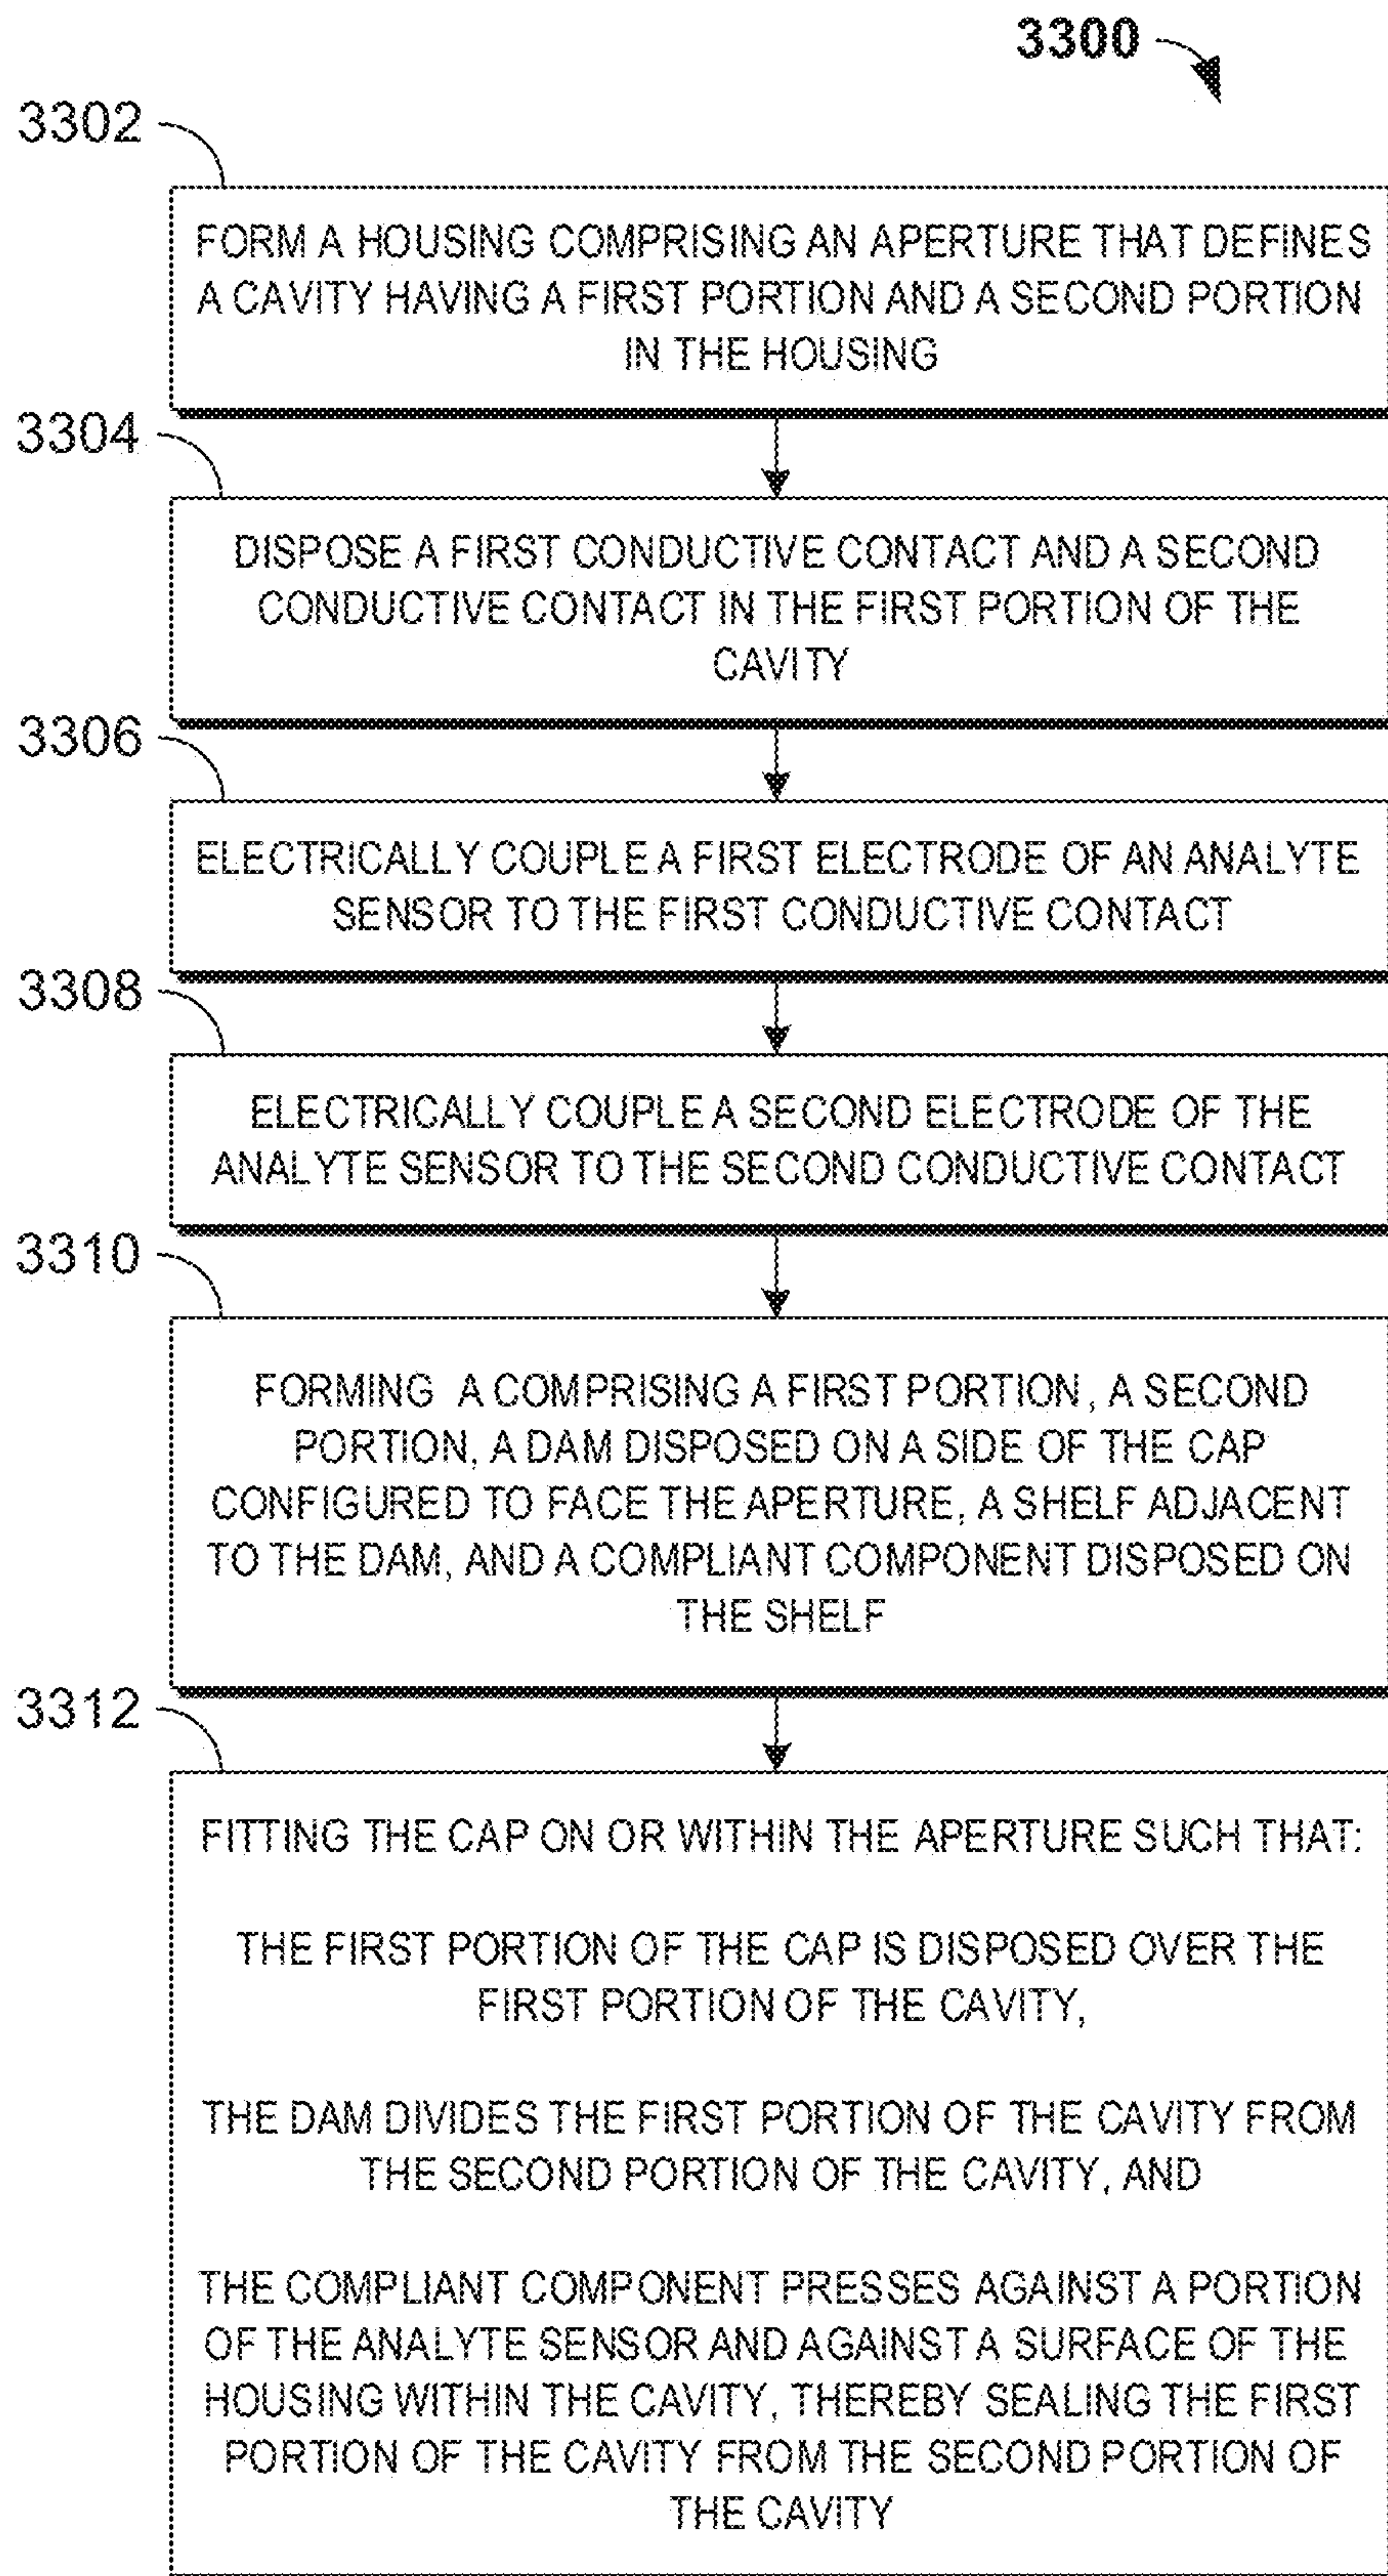 3300
3302
FORM A HOUSING COMPRISING AN APERTURE THAT DEFINES
A CAVITY HAVING A FIRST PORTION AND A SECOND PORTION
IN THE HOUSING
3304
DISPOSE A FIRST CONDUCTIVE CONTACT AND A SECOND
CONDUCTIVE CONTACT IN THE FIRST PORTION OF THE
CAVITY
3306
ELECTRICALLY COUPLE A FIRST ELECTRODE OF AN ANALYTE
SENSOR TO THE FIRST CONDUCTIVE CONTACT
3308
ELECTRICALLY COUPLE A SECOND ELECTRODE OF THE
ANALYTE SENSOR TO THE SECOND CONDUCTIVE CONTACT
3310
FORMING A COMPRISING A FIRST PORTION, A SECOND
PORTION, A DAM DISPOSED ON A SIDE OF THE CAP
CONFIGURED TO FACE THE APERTURE, A SHELF ADJACENT
TO THE DAM, AND A COMPLIANT COMPONENT DISPOSED ON
THE SHELF
3312
FITTING THE CAP ON OR WITHIN THE APERTURE SUCH THAT:
THE FIRST PORTION OF THE CAP IS DISPOSED OVER THE
FIRST PORTION OF THE CAVITY,
THE DAM DIVIDES THE FIRST PORTION OF THE CAVITY FROM
THE SECOND PORTION OF THE CAVITY, AND
THE COMPLIANT COMPONENT PRESSES AGAINST A PORTION
OF THE ANALYTE SENSOR AND AGAINST A SURFACE OF THE
HOUSING WITHIN THE CAVITY, THEREBY SEALING THE FIRST
PORTION OF THE CAVITY FROM THE SECOND PORTION OF
THE CAVITY